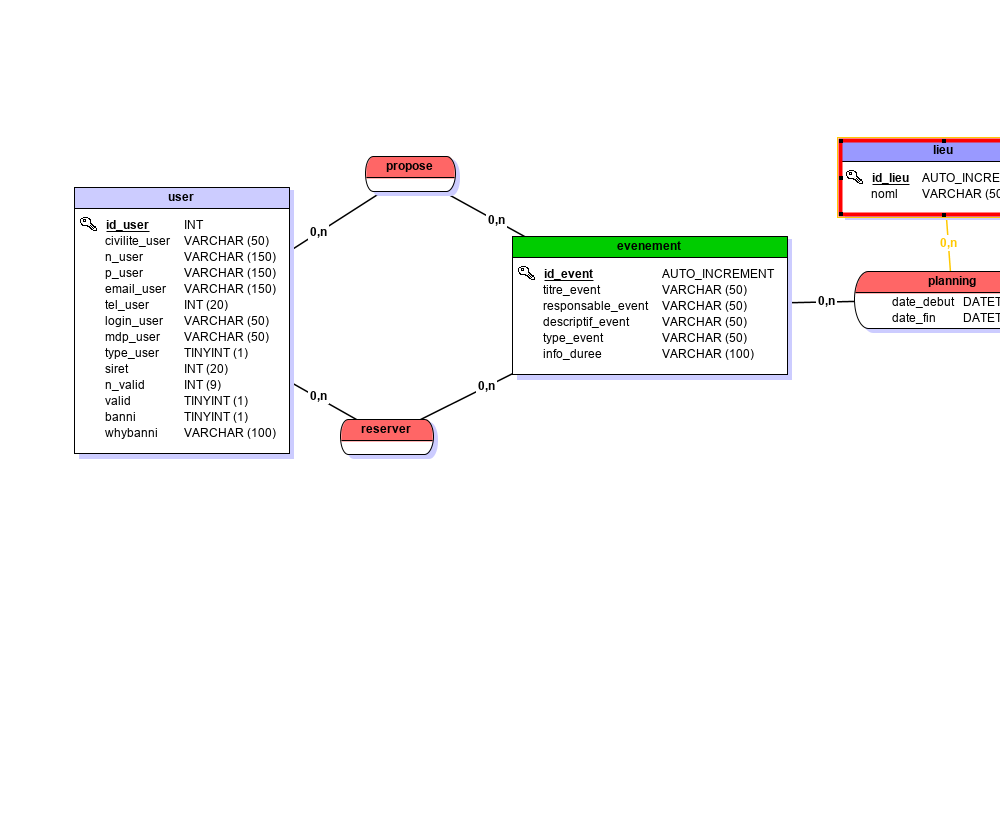 propose
0,n
0,n
user
id_user INT
civilite_user VARCHAR (50)
n_user VARCHAR (150)
p_user VARCHAR (150)
email_user VARCHAR (150)
tel_user INT (20)
login_user VARCHAR (50)
mdp_user VARCHAR (50)
type_user TINYINT (1)
siret INT (20)
n_valid INT (9)
valid TINYINT (1)
banni TINYINT (1)
whybanni VARCHAR (100)
0,n
0,n
reserver
evenement
id_event AUTO_INCREMENT
titre_event VARCHAR (50)
responsable_event VARCHAR (50)
descriptif_event VARCHAR (50)
type_event VARCHAR (50)
info_duree VARCHAR (100)
0,n
lieu
id_lieu AUTO_INCRE
noml VARCHAR (50
0,n
planning
date_debut DATET
date_fin DATET